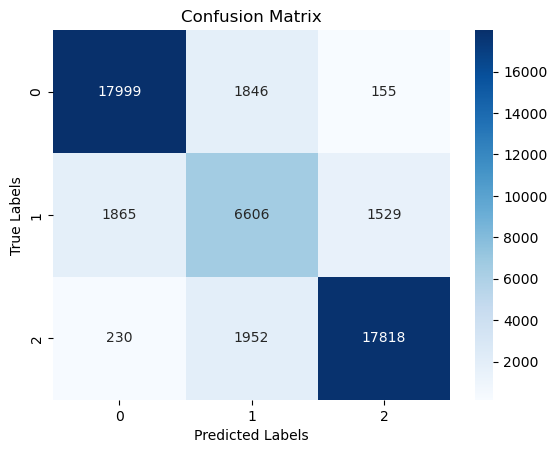 Confusion Matrix
True Labels
0
17999 1846 155
1
1865 6606 1529
2
230 1952 17818
0 1 2
Predicted Labels
16000
14000
12000
10000
8000
6000
4000
2000